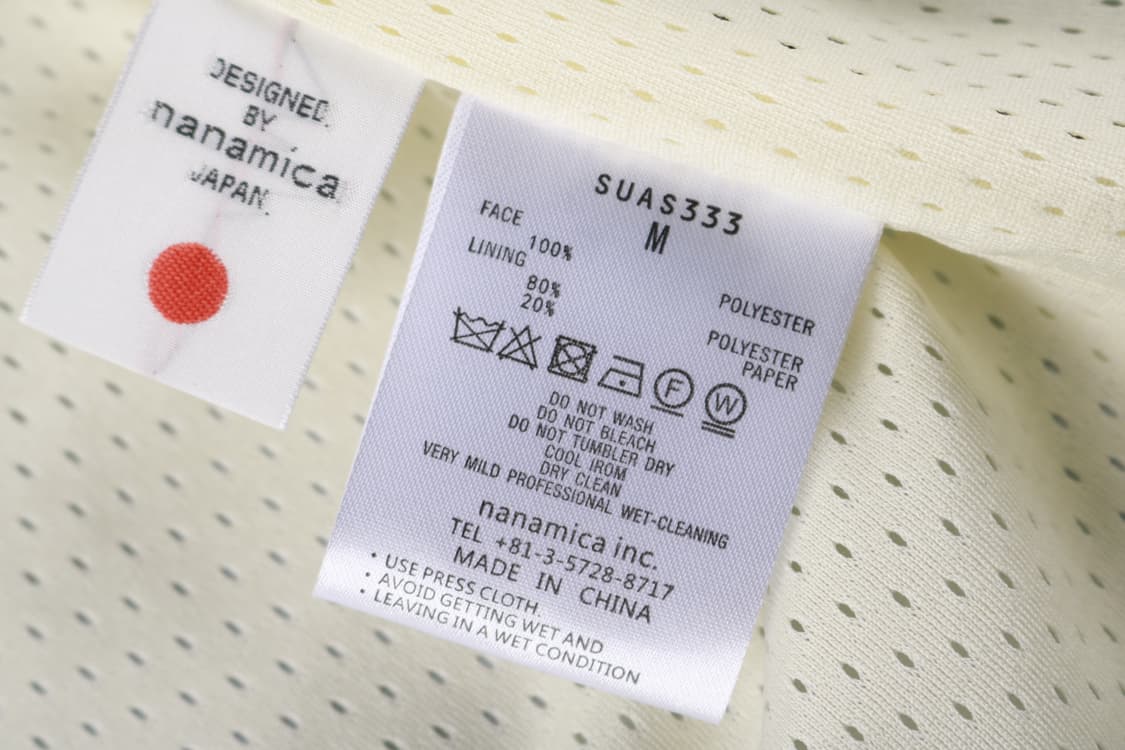 DESIGNED
BY
nanamica
JAPAN.
SUAS333
M
FACE
100% POLYESTER
LINING
80% POLYESTER
20% PAPER
F W
DO NOT WASH
DO NOT BLEACH
DO NOT TUMBLER DRY
COOL IROM
DRY CLEAN
VERY MILD PROFESSIONAL WET-CLEANING
nanamica inc.
TEL +81-3-5728-8717
MADE IN CHINA
• USE PRESS CLOTH.
• AVOID GETTING WET AND
• LEAVING IN A WET CONDITION